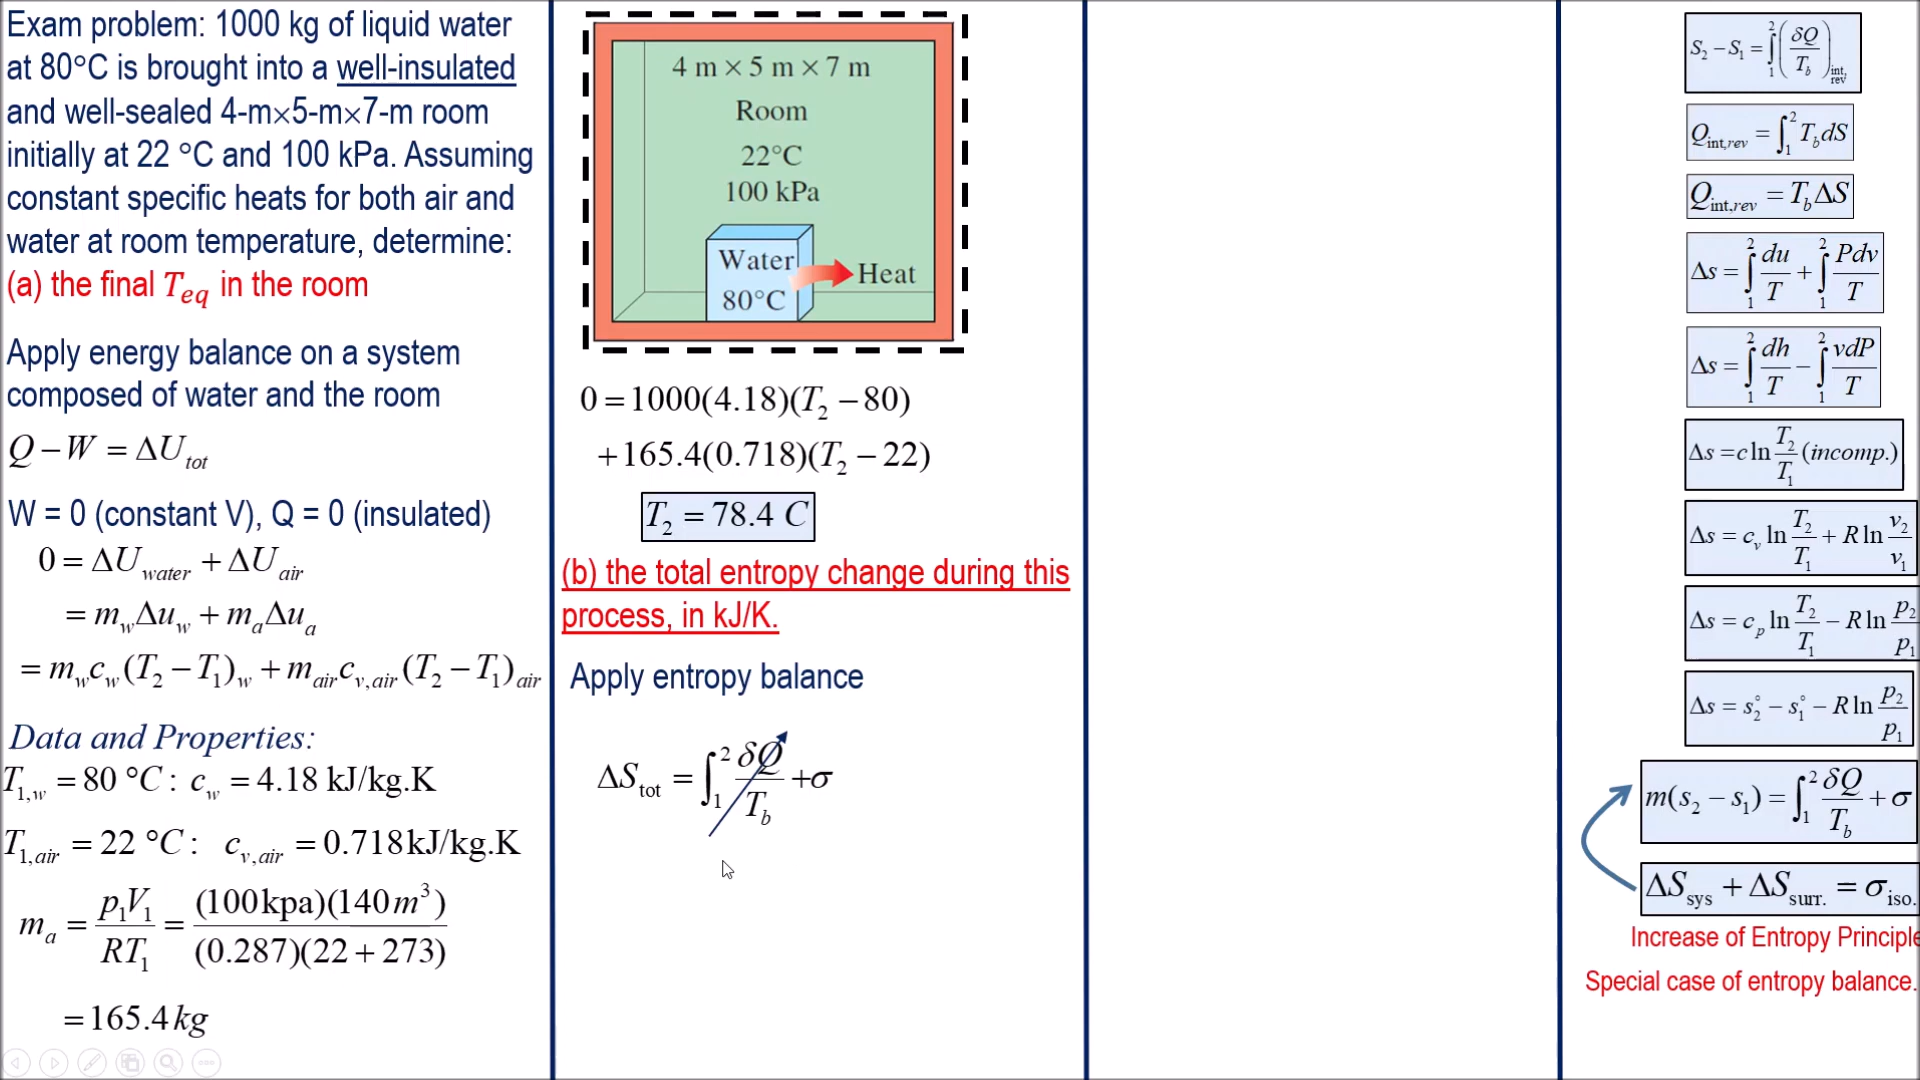 Exam problem: 1000 kg of liquid water
at 80°C is brought into a well-insulated
and well-sealed 4-m×5-m×7-m room
initially at 22 °C and 100 kPa. Assuming
constant specific heats for both air and
water at room temperature, determine:
(a) the final T_eq in the room
Apply energy balance on a system
composed of water and the room
Q − W = ΔU_tot
W = 0 (constant V), Q = 0 (insulated)
0 = ΔU_water + ΔU_air
= m_w Δu_w + m_a Δu_a
= m_w c_w (T_2 − T_1)_w + m_air c_v,air (T_2 − T_1)_air
Data and Properties:
T_1,w = 80 °C : c_w = 4.18 kJ/kg.K
T_1,air = 22 °C : c_v,air = 0.718 kJ/kg.K
m_a = p_1V_1 / RT_1 = (100 kpa)(140 m^3) / (0.287)(22 + 273)
= 165.4 kg
4 m × 5 m × 7 m
Room
22°C
100 kPa
Water
80°C
Heat
0 = 1000(4.18)(T_2 − 80)
+165.4(0.718)(T_2 − 22)
T_2 = 78.4 C
(b) the total entropy change during this
process, in kJ/K.
Apply entropy balance
ΔS_tot = ∫_1^2 δQ/T_b + σ
S_2 − S_1 = ∫_1^2 (δQ/T_b)_int, rev
Q_int,rev = ∫_1^2 T_b dS
Q_int,rev = T_b ΔS
Δs = ∫_1^2 du/T + ∫_1^2 Pdv/T
Δs = ∫_1^2 dh/T − ∫_1^2 vdP/T
Δs = c ln T_2/T_1 (incomp.)
Δs = c_v ln T_2/T_1 + R ln v_2/v_1
Δs = c_p ln T_2/T_1 − R ln p_2/p_1
Δs = s_2° − s_1° − R ln p_2/p_1
m(s_2 − s_1) = ∫_1^2 δQ/T_b + σ
ΔS_sys + ΔS_surr. = σ_iso.
Increase of Entropy Principle
Special case of entropy balance.